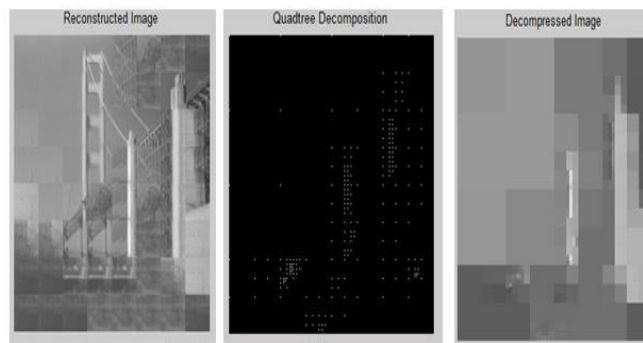 Reconstructed Image
Quadtree Decomposition
Decompressed Image